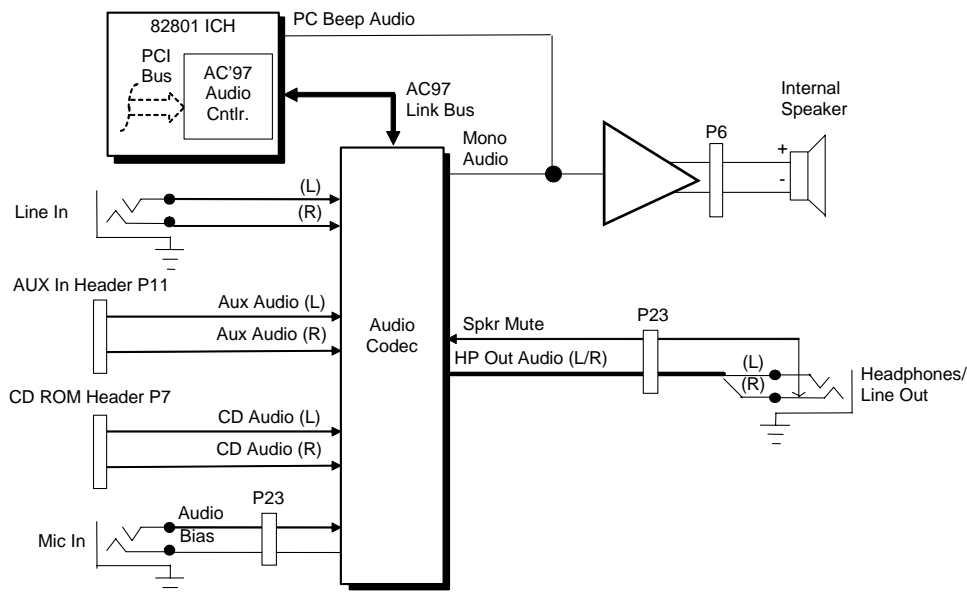 82801 ICH
PC Beep Audio
PCI
Bus
AC'97
Audio
Cntlr.
AC97
Link Bus
Mono
Audio
P6
Internal
Speaker
+
-
Line In
(L)
(R)
AUX In Header P11
Aux Audio (L)
Aux Audio (R)
Audio
Codec
Spkr Mute
P23
HP Out Audio (L/R)
(L)
(R)
Headphones/
Line Out
CD ROM Header P7
CD Audio (L)
CD Audio (R)
P23
Mic In
Audio
Bias